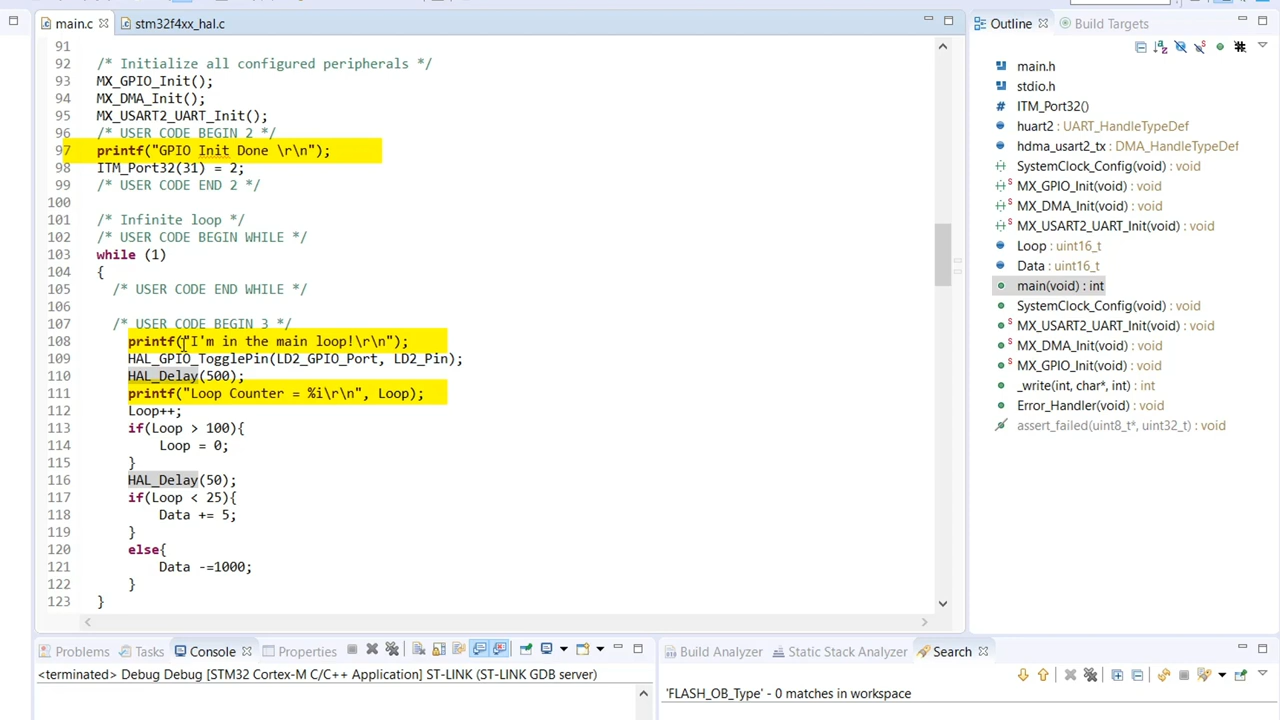 main.c
stm32f4xx_hal.c
91
92 /* Initialize all configured peripherals */
93 MX_GPIO_Init();
94 MX_DMA_Init();
95 MX_USART2_UART_Init();
96 /* USER CODE BEGIN 2 */
97 printf("GPIO Init Done \r\n");
98 ITM_Port32(31) = 2;
99 /* USER CODE END 2 */
100
101 /* Infinite loop */
102 /* USER CODE BEGIN WHILE */
103 while (1)
104 {
105 /* USER CODE END WHILE */
106
107 /* USER CODE BEGIN 3 */
108 printf("I'm in the main loop!\r\n");
109 HAL_GPIO_TogglePin(LD2_GPIO_Port, LD2_Pin);
110 HAL_Delay(500);
111 printf("Loop Counter = %i\r\n", Loop);
112 Loop++;
113 if(Loop > 100){
114 Loop = 0;
115 }
116 HAL_Delay(50);
117 if(Loop < 25){
118 Data += 5;
119 }
120 else{
121 Data -=1000;
122 }
123 }
Outline
Build Targets
main.h
stdio.h
# ITM_Port32()
huart2 : UART_HandleTypeDef
hdma_usart2_tx : DMA_HandleTypeDef
SystemClock_Config(void) : void
S MX_GPIO_Init(void) : void
S MX_DMA_Init(void) : void
S MX_USART2_UART_Init(void) : void
Loop : uint16_t
Data : uint16_t
main(void) : int
SystemClock_Config(void) : void
S MX_USART2_UART_Init(void) : void
S MX_DMA_Init(void) : void
S MX_GPIO_Init(void) : void
_write(int, char*, int) : int
Error_Handler(void) : void
assert_failed(uint8_t*, uint32_t) : void
Problems
Tasks
Console
Properties
<terminated> Debug Debug [STM32 Cortex-M C/C++ Application] ST-LINK (ST-LINK GDB server)
Build Analyzer
Static Stack Analyzer
Search
'FLASH_OB_Type' - 0 matches in workspace